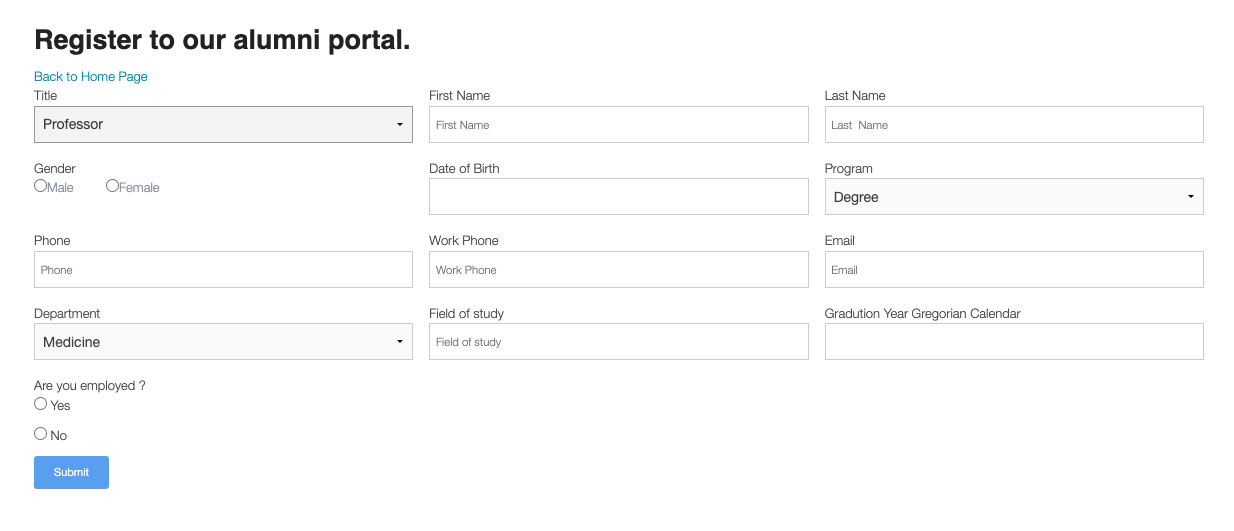 Register to our alumni portal.
Back to Home Page
Title First Name Last Name
Professor First Name Last Name
Gender Date of Birth Program
Male Female Degree
Phone Work Phone Email
Phone Work Phone Email
Department Field of study Gradution Year Gregorian Calendar
Medicine Field of study
Are you employed ?
Yes
No
Submit